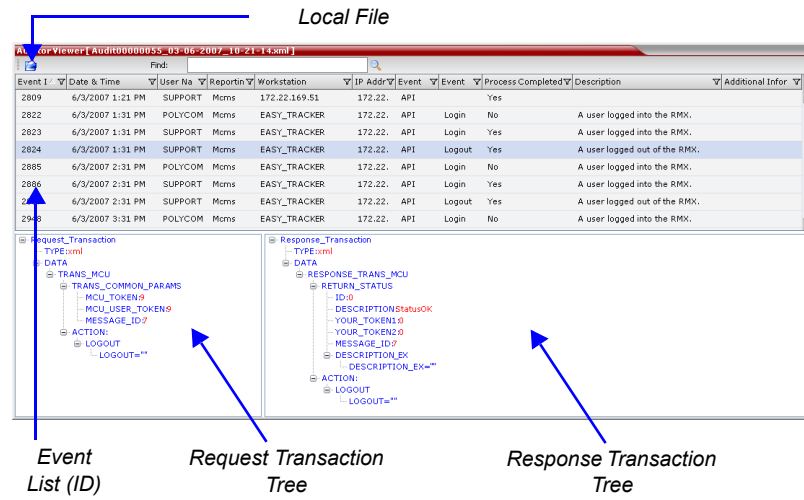 Local File
Auditor Viewer [ Audit00000055_03-06-2007_10-21-14.xml ]
Find:
Event I Date & Time User Na Reportin Workstation IP Addr Event Event Process Completed Description Additional Infor
2809 6/3/2007 1:21 PM SUPPORT Mcms 172.22.169.51 172.22. API Yes
2822 6/3/2007 1:31 PM POLYCOM Mcms EASY_TRACKER 172.22. API Login No A user logged into the RMX.
2823 6/3/2007 1:31 PM SUPPORT Mcms EASY_TRACKER 172.22. API Login Yes A user logged into the RMX.
2824 6/3/2007 1:31 PM SUPPORT Mcms EASY_TRACKER 172.22. API Logout Yes A user logged out of the RMX.
2885 6/3/2007 2:31 PM POLYCOM Mcms EASY_TRACKER 172.22. API Login No A user logged into the RMX.
2886 6/3/2007 2:31 PM SUPPORT Mcms EASY_TRACKER 172.22. API Login Yes A user logged into the RMX.
6/3/2007 2:31 PM SUPPORT Mcms EASY_TRACKER 172.22. API Logout Yes A user logged out of the RMX.
2948 6/3/2007 3:31 PM POLYCOM Mcms EASY_TRACKER 172.22. API Login No A user logged into the RMX.
Request_Transaction
TYPE:xml
DATA
TRANS_MCU
TRANS_COMMON_PARAMS
MCU_TOKEN:9
MCU_USER_TOKEN:9
MESSAGE_ID:7
ACTION:
LOGOUT
LOGOUT=""
Response_Transaction
TYPE:xml
DATA
RESPONSE_TRANS_MCU
RETURN_STATUS
ID:0
DESCRIPTION:StatusOK
YOUR_TOKEN1:0
YOUR_TOKEN2:0
MESSAGE_ID:7
DESCRIPTION_EX
DESCRIPTION_EX=""
ACTION:
LOGOUT
LOGOUT=""
Event
List (ID)
Request Transaction
Tree
Response Transaction
Tree